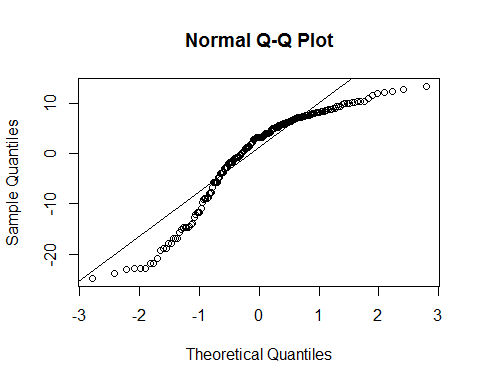 Normal Q-Q Plot
Sample Quantiles
10
0
-10
-20
-3 -2 -1 0 1 2 3
Theoretical Quantiles